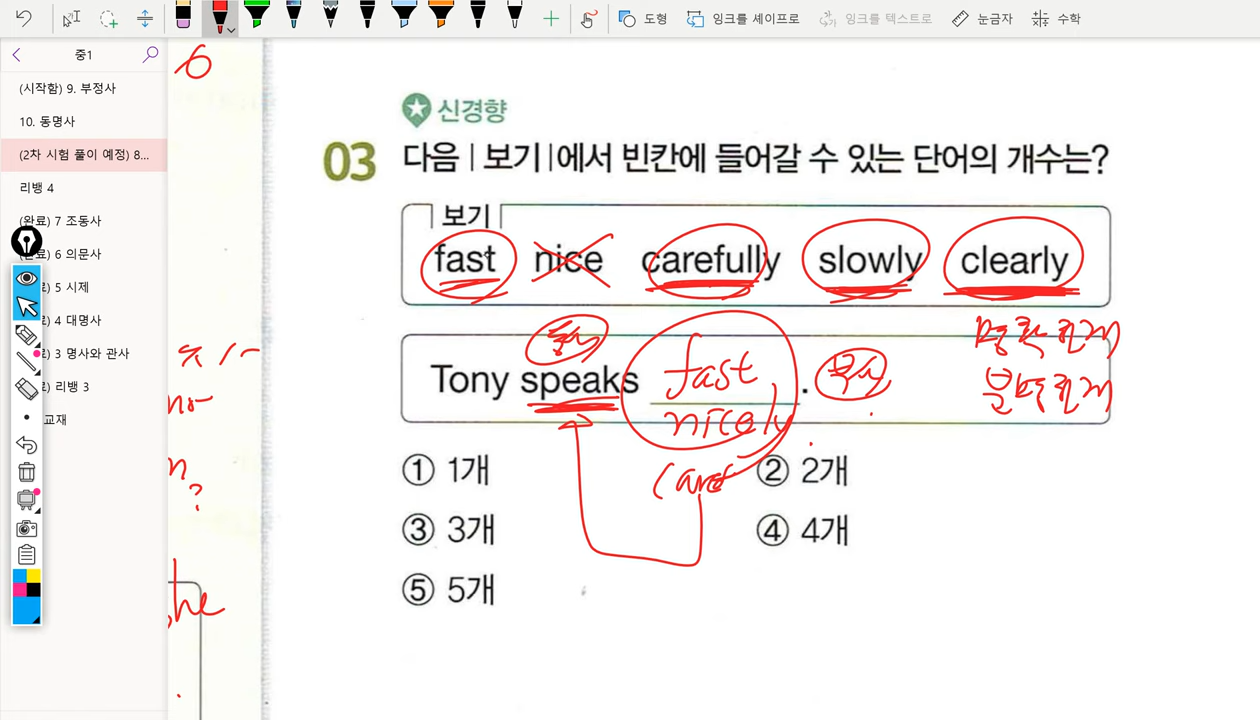 도형
잉크를 셰이프로
잉크를 텍스트로
눈금자
수학
중1
(시작함) 9. 부정사
10. 동명사
(2차 시험 풀이 예정) 8...
리뱅 4
(완료) 7 조동사
6 의문사
) 5 시제
) 4 대명사
) 3 명사와 관사
) 리뱅 3
교재
6
신경향
03 다음 | 보기 |에서 빈칸에 들어갈 수 있는 단어의 개수는?
보기
fast nice carefully slowly clearly
명확한게
분명한게
동사
Tony speaks fast . 부사
nicely
caref
① 1개 ② 2개
③ 3개 ④ 4개
⑤ 5개
?
he